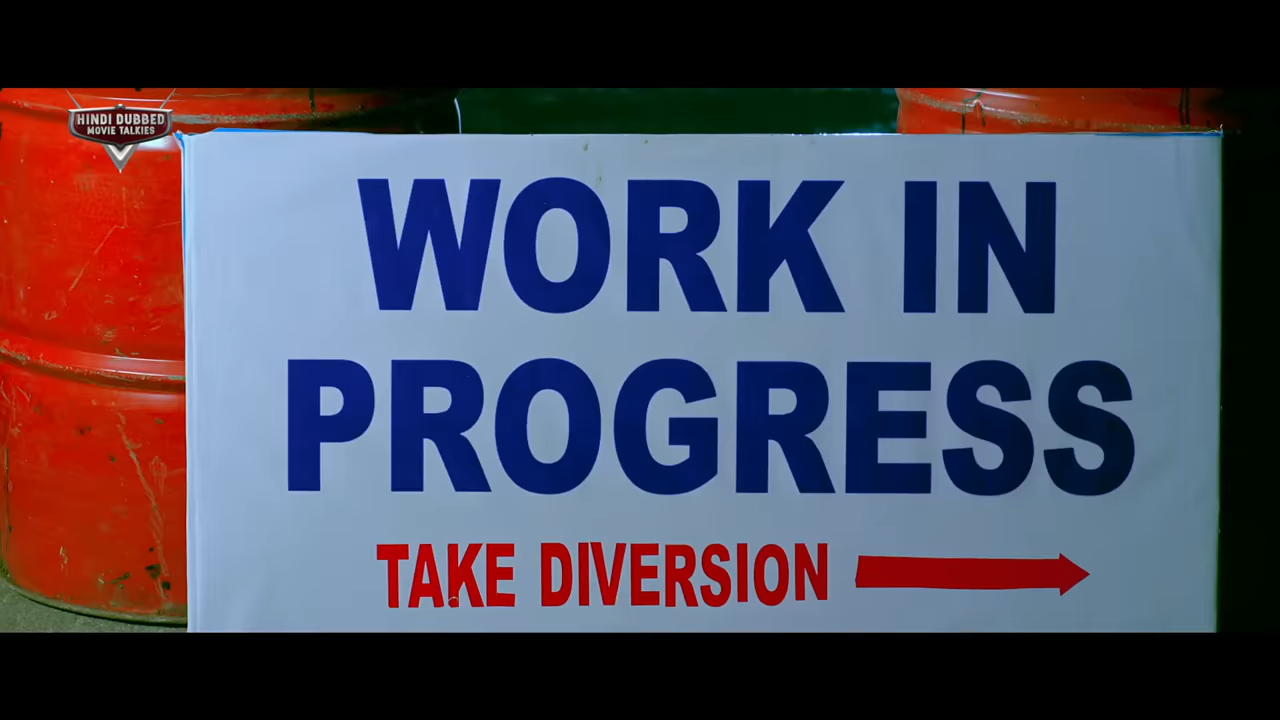 HINDI DUBBED
MOVIE TALKIES
WORK IN
PROGRESS
TAKE DIVERSION